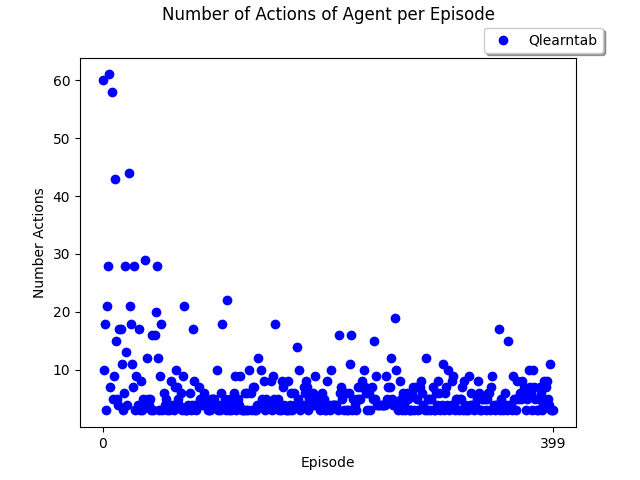 Number of Actions of Agent per Episode
Qlearntab
60
50
40
30
20
10
Number Actions
0
399
Episode